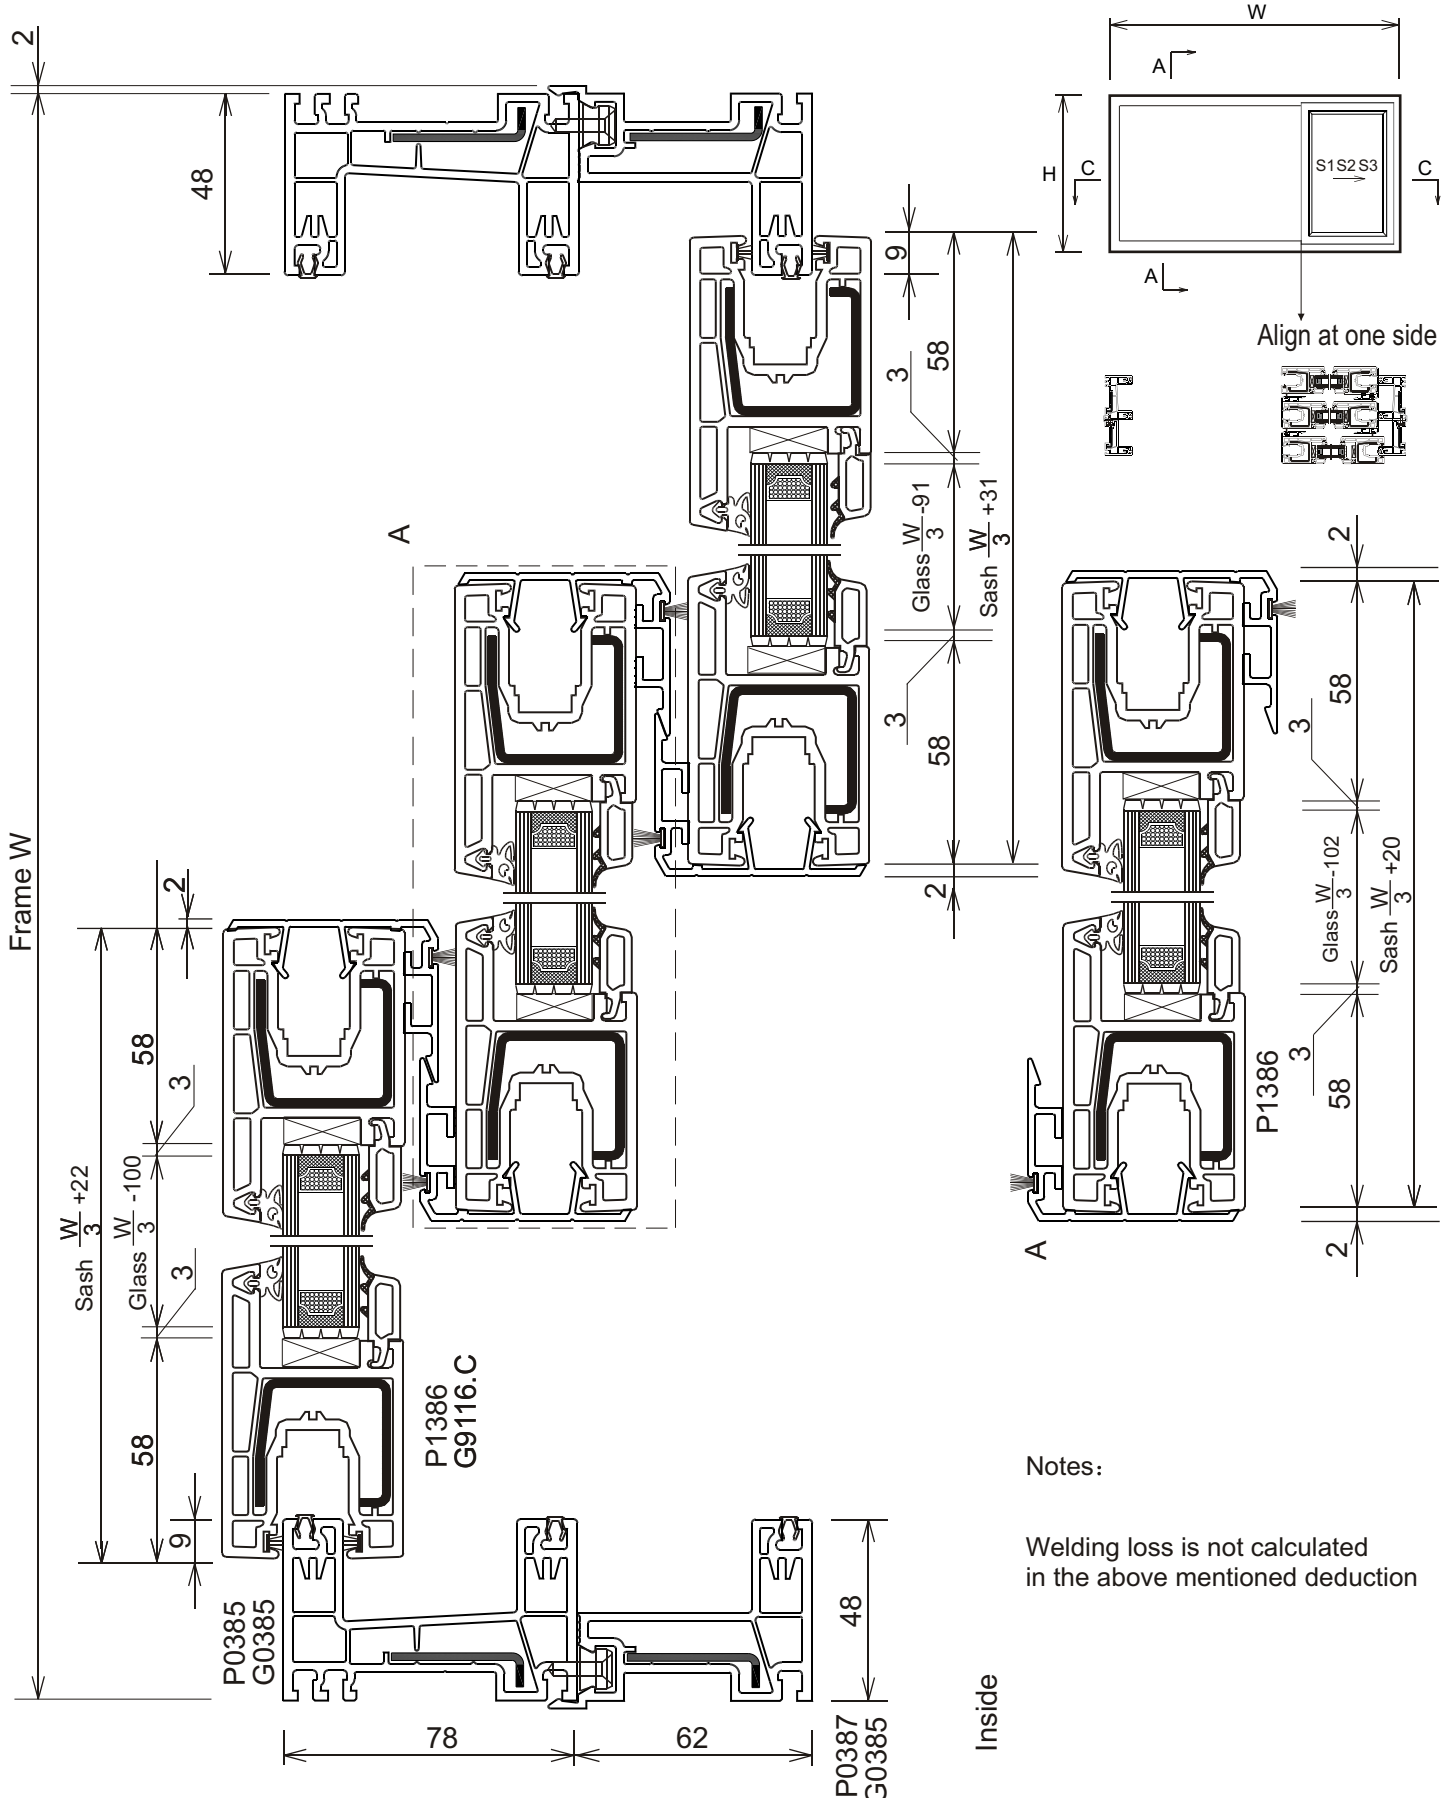 2
W
A
H
C
S1 S2 S3
C
A
Align at one side
48
9
58
3
Glass W/3 -91
Sash W/3 +31
3
58
2
A
2
58
3
Glass W/3 -102
Sash W/3 +20
3
58
2
P1386
A
Frame W
2
58
3
Sash W/3 +22
Glass W/3 -100
3
58
9
P1386
G9116.C
P0385
G0385
48
78
62
P0387
G0385
Inside
Notes：
Welding loss is not calculated
in the above mentioned deduction